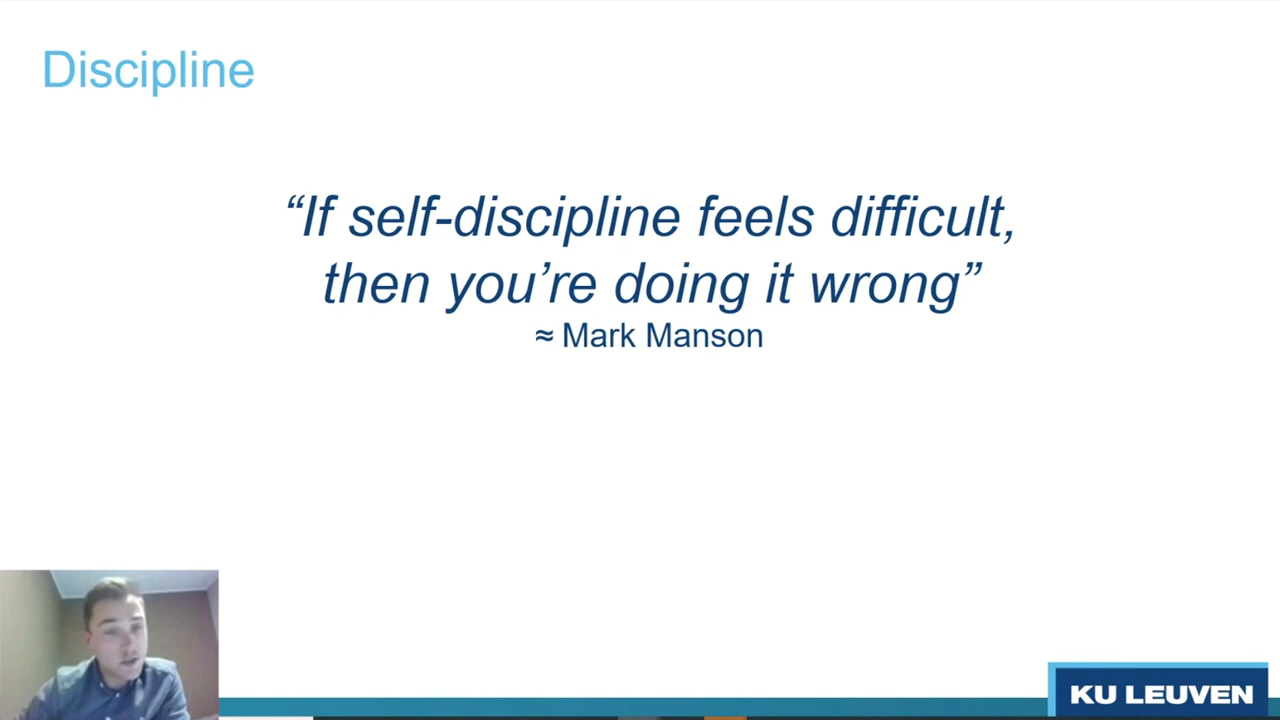 Discipline
“If self-discipline feels difficult,
then you’re doing it wrong”
≈ Mark Manson
KU LEUVEN